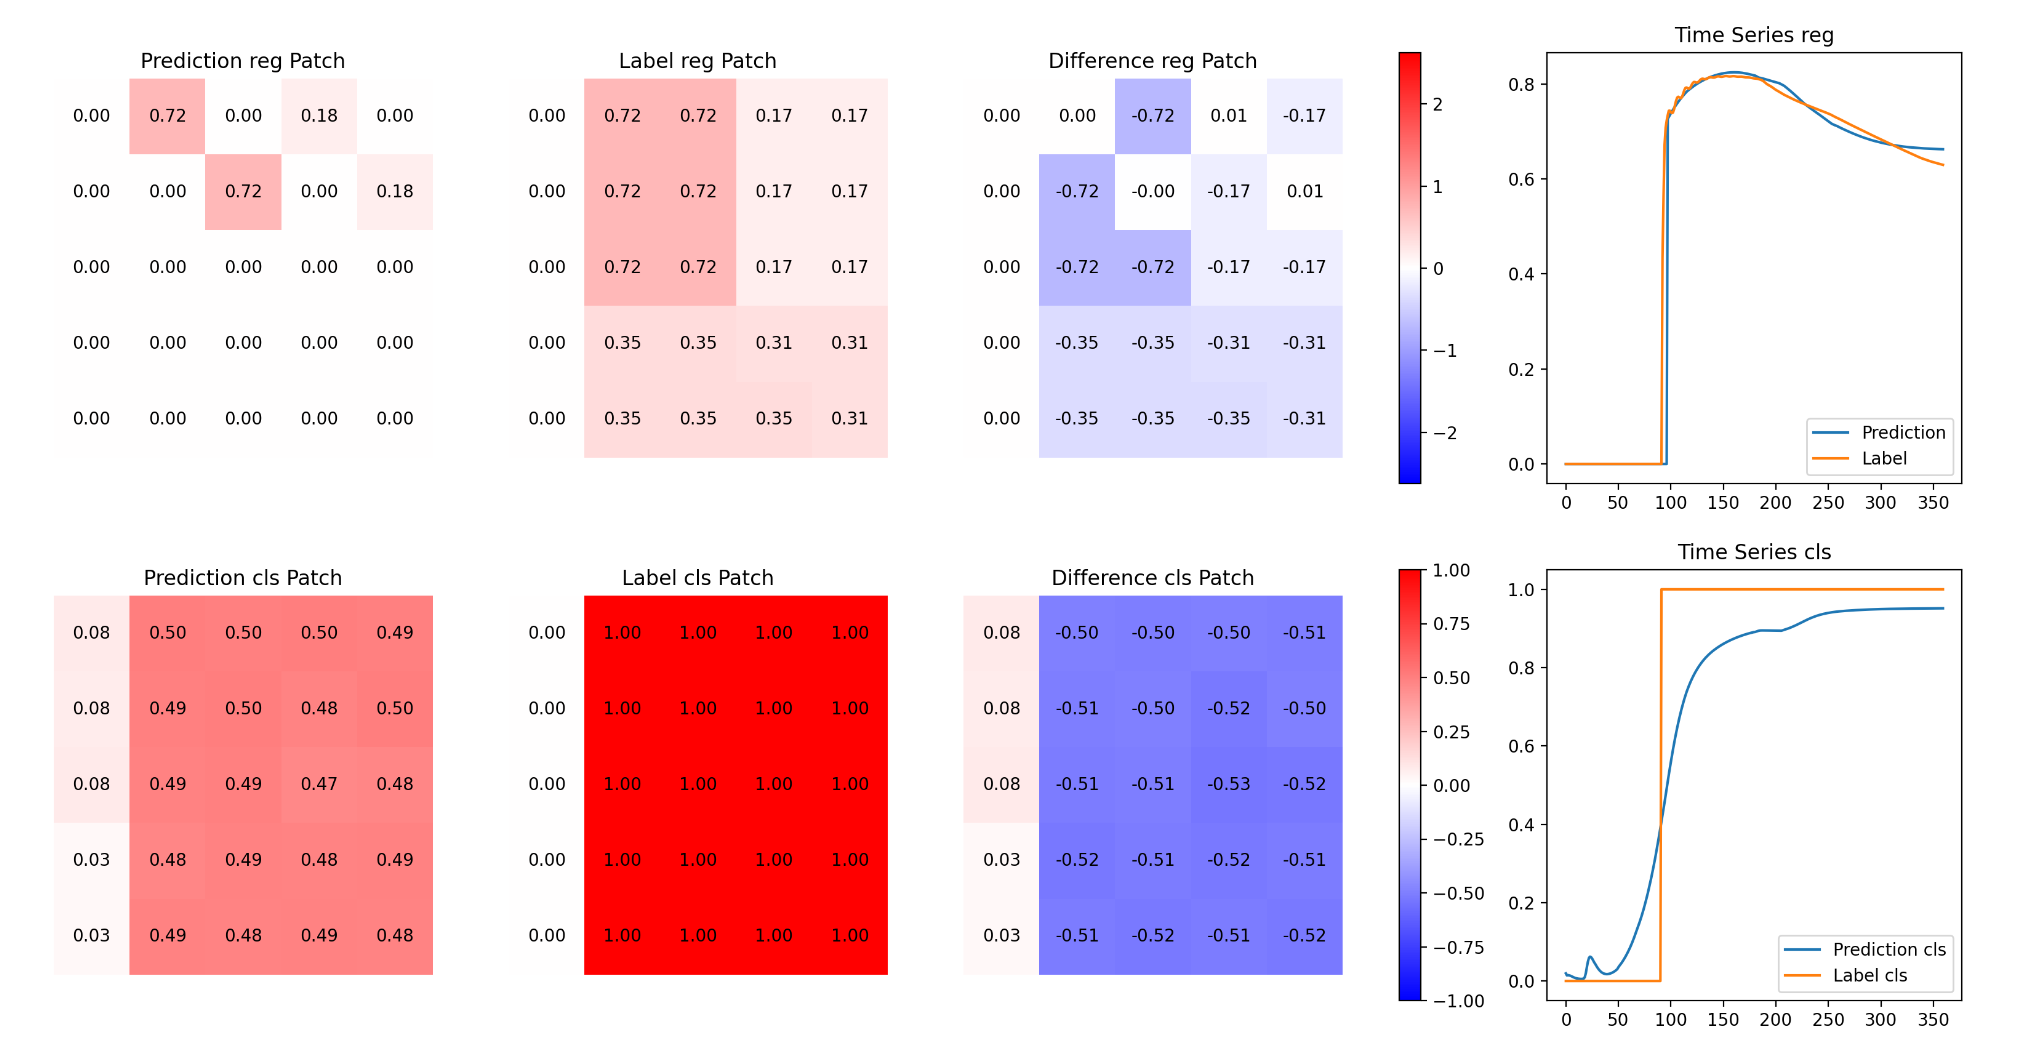 Prediction reg Patch
0.00 0.72 0.00 0.18 0.00
0.00 0.00 0.72 0.00 0.18
0.00 0.00 0.00 0.00 0.00
0.00 0.00 0.00 0.00 0.00
0.00 0.00 0.00 0.00 0.00
Label reg Patch
0.00 0.72 0.72 0.17 0.17
0.00 0.72 0.72 0.17 0.17
0.00 0.72 0.72 0.17 0.17
0.00 0.35 0.35 0.31 0.31
0.00 0.35 0.35 0.35 0.31
Difference reg Patch
0.00 0.00 -0.72 0.01 -0.17
0.00 -0.72 -0.00 -0.17 0.01
0.00 -0.72 -0.72 -0.17 -0.17
0.00 -0.35 -0.35 -0.31 -0.31
0.00 -0.35 -0.35 -0.35 -0.31
2
1
0
−1
−2
Time Series reg
0.8
0.6
0.4
0.2
0.0
Prediction
Label
0 50 100 150 200 250 300 350
Prediction cls Patch
0.08 0.50 0.50 0.50 0.49
0.08 0.49 0.50 0.48 0.50
0.08 0.49 0.49 0.47 0.48
0.03 0.48 0.49 0.48 0.49
0.03 0.49 0.48 0.49 0.48
Label cls Patch
0.00 1.00 1.00 1.00 1.00
0.00 1.00 1.00 1.00 1.00
0.00 1.00 1.00 1.00 1.00
0.00 1.00 1.00 1.00 1.00
0.00 1.00 1.00 1.00 1.00
Difference cls Patch
0.08 -0.50 -0.50 -0.50 -0.51
0.08 -0.51 -0.50 -0.52 -0.50
0.08 -0.51 -0.51 -0.53 -0.52
0.03 -0.52 -0.51 -0.52 -0.51
0.03 -0.51 -0.52 -0.51 -0.52
1.00
0.75
0.50
0.25
0.00
−0.25
−0.50
−0.75
−1.00
Time Series cls
1.0
0.8
0.6
0.4
0.2
0.0
Prediction cls
Label cls
0 50 100 150 200 250 300 350